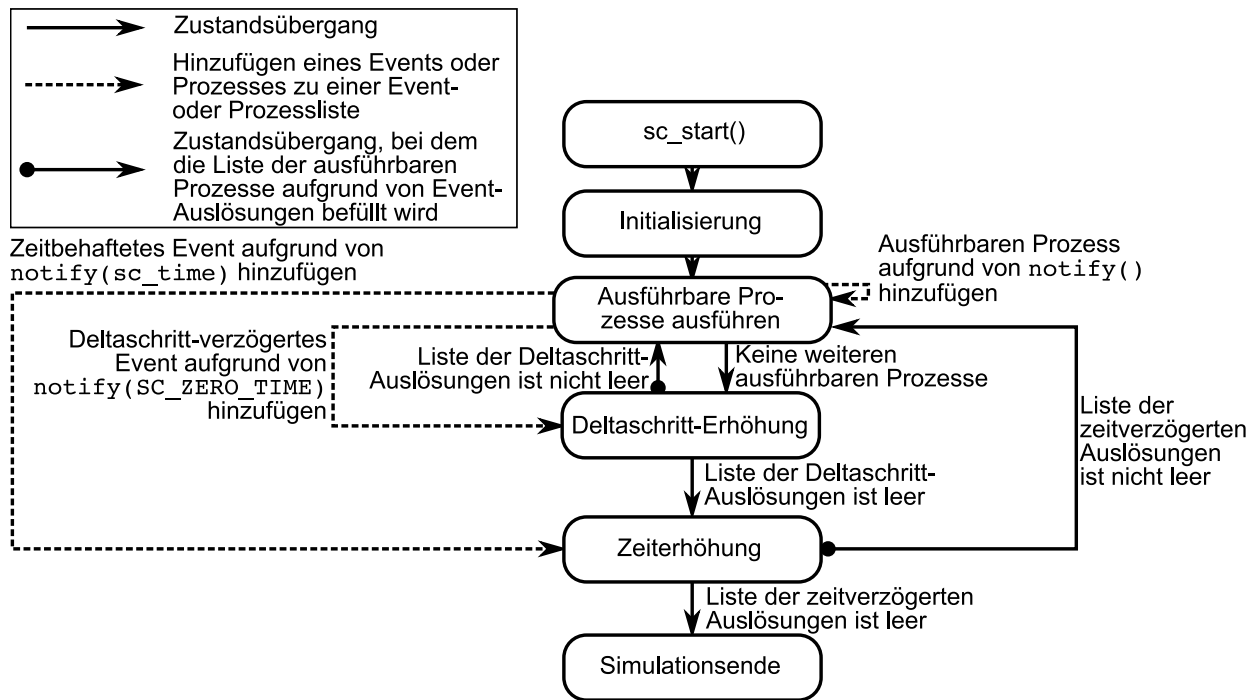 Zustandsübergang
Hinzufügen eines Events oder
Prozesses zu einer Event-
oder Prozessliste
Zustandsübergang, bei dem
die Liste der ausführbaren
Prozesse aufgrund von Event-
Auslösungen befüllt wird
sc_start()
Initialisierung
Zeitbehaftetes Event aufgrund von
notify(sc_time) hinzufügen
Ausführbaren Prozess
aufgrund von notify()
hinzufügen
Ausführbare Pro-
zesse ausführen
Deltaschritt-verzögertes
Event aufgrund von
notify(SC_ZERO_TIME)
hinzufügen
Liste der Deltaschritt-
Auslösungen ist nicht leer
Keine weiteren
ausführbaren Prozesse
Deltaschritt-Erhöhung
Liste der
zeitverzögerten
Auslösungen
ist nicht leer
Liste der Deltaschritt-
Auslösungen ist leer
Zeiterhöhung
Liste der zeitverzögerten
Auslösungen ist leer
Simulationsende